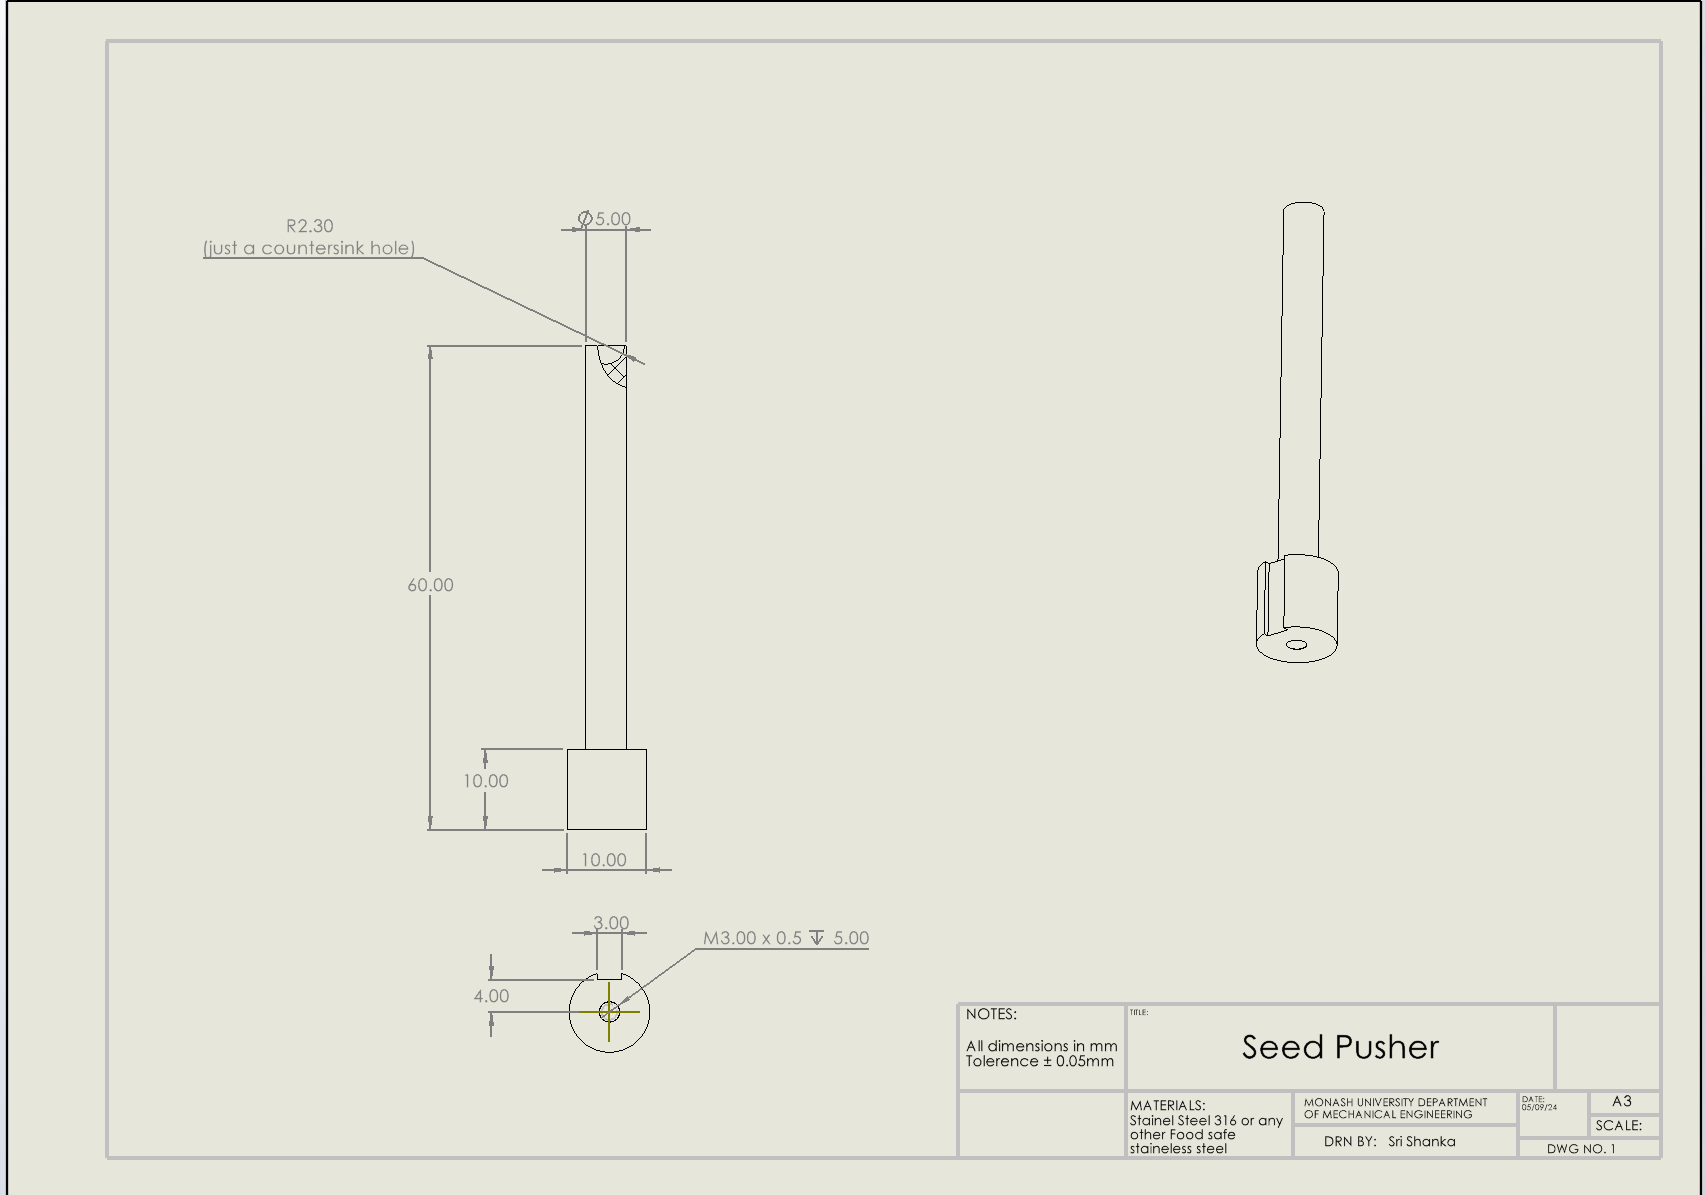 R2.30
(just a countersink hole)
Ø5.00
60.00
10.00
10.00
3.00
M3.00 x 0.5 ↧ 5.00
4.00
NOTES:
All dimensions in mm
Tolerence ± 0.05mm
TITLE:
Seed Pusher
MATERIALS:
Stainel Steel 316 or any
other Food safe
staineless steel
MONASH UNIVERSITY DEPARTMENT
OF MECHANICAL ENGINEERING
DRN BY: Sri Shanka
DATE:
05/09/24
A3
SCALE:
DWG NO. 1